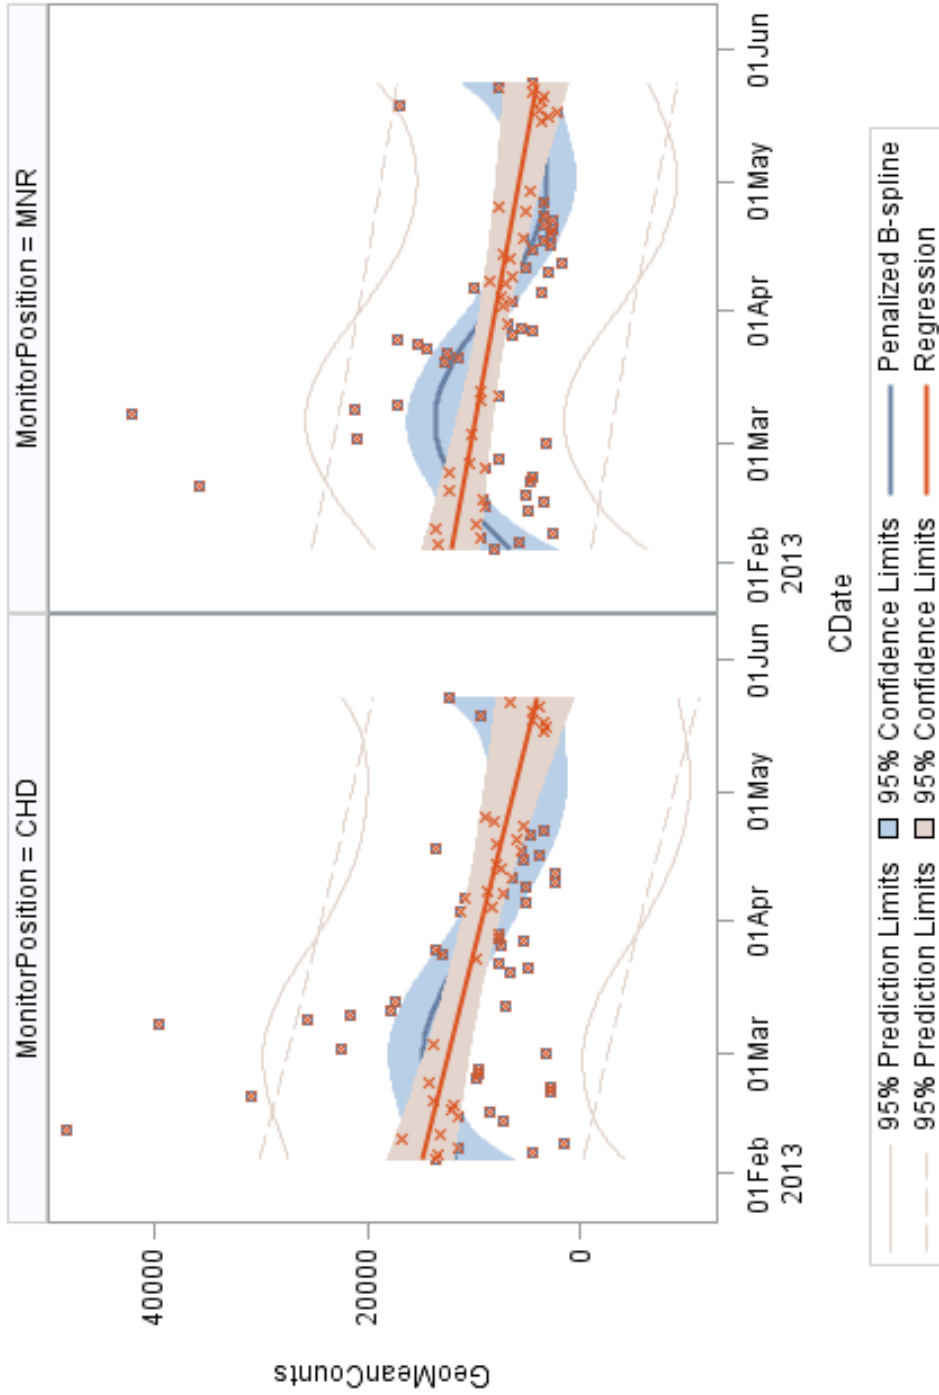 MonitorPosition = CHD
MonitorPosition = MNR
GeoMeanCounts
40000
20000
0
01Feb 01Mar 01Apr 01May 01Jun
2013
01Feb 01Mar 01Apr 01May 01Jun
2013
CDate
95% Prediction Limits 95% Confidence Limits Penalized B-spline
95% Prediction Limits 95% Confidence Limits Regression